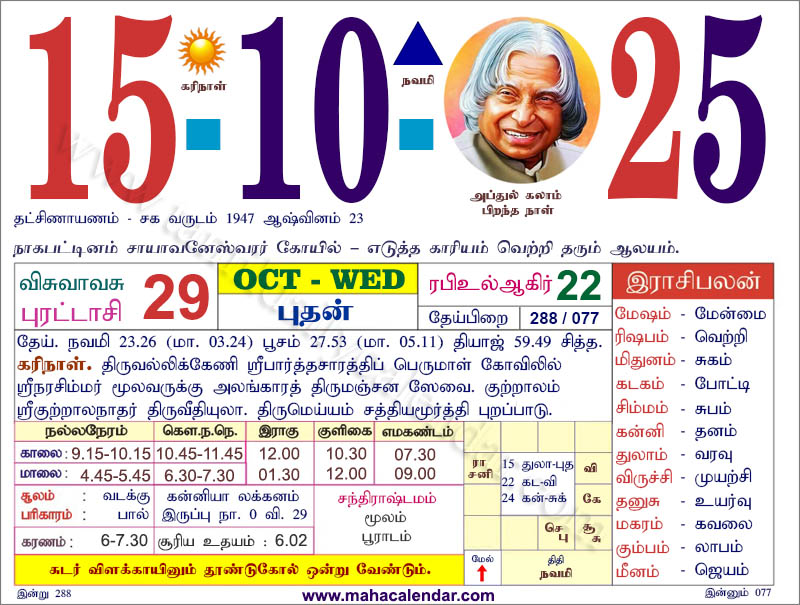 15 10 25
கரிநாள்
நவமி
அப்துல் கலாம்
பிறந்த நாள்
தட்சிணாயணம் - சக வருடம் 1947 ஆஷ்வினம் 23
நாகபட்டினம் சாயாவனேஸ்வரர் கோயில் – எடுத்த காரியம் வெற்றி தரும் ஆலயம்.
விசுவாவசு
புரட்டாசி 29
OCT - WED
புதன்
ரபிஉல்ஆகிர் 22
தேய்பிறை 288 / 077
தேய். நவமி 23.26 (மா. 03.24) பூசம் 27.53 (மா. 05.11) தியாஜ் 59.49 சித்த.
கரிநாள். திருவல்லிக்கேணி ஸ்ரீபார்த்தசாரத்திப் பெருமாள் கோவிலில்
ஸ்ரீநரசிம்மர் மூலவருக்கு அலங்காரத் திருமஞ்சன ஸேவை. குற்றாலம்
ஸ்ரீகுற்றாலநாதர் திருவீதியுலா. திருமெய்யம் சத்தியமூர்த்தி புறப்பாடு.
நல்லநேரம் கௌ.ந.நெ. இராகு குளிகை எமகண்டம்
காலை: 9.15-10.15 10.45-11.45 12.00 10.30 07.30
மாலை: 4.45-5.45 6.30-7.30 01.30 12.00 09.00
சூலம் : வடக்கு
பரிகாரம் : பால்
கன்னியா லக்கனம்
இருப்பு நா. 0 வி. 29
சந்திராஷ்டமம்
மூலம்
பூராடம்
கரணம் : 6-7.30 சூரிய உதயம் : 6.02
சுடர் விளக்காயினும் தூண்டுகோல் ஒன்று வேண்டும்.
ரா
சனி
15 துலா-புத
22 கட-வி
24 கன்-சுக்
வி
கே
செ
பு
சூ
சு
மேல்
திதி
நவமி
இராசிபலன்
மேஷம் - மேன்மை
ரிஷபம் - வெற்றி
மிதுனம் - சுகம்
கடகம் - போட்டி
சிம்மம் - சுபம்
கன்னி - தனம்
துலாம் - வரவு
விருச்சி - முயற்சி
தனுசு - உயர்வு
மகரம் - கவலை
கும்பம் - லாபம்
மீனம் - ஜெயம்
இன்று 288
www.mahacalendar.com
இன்னும் 077